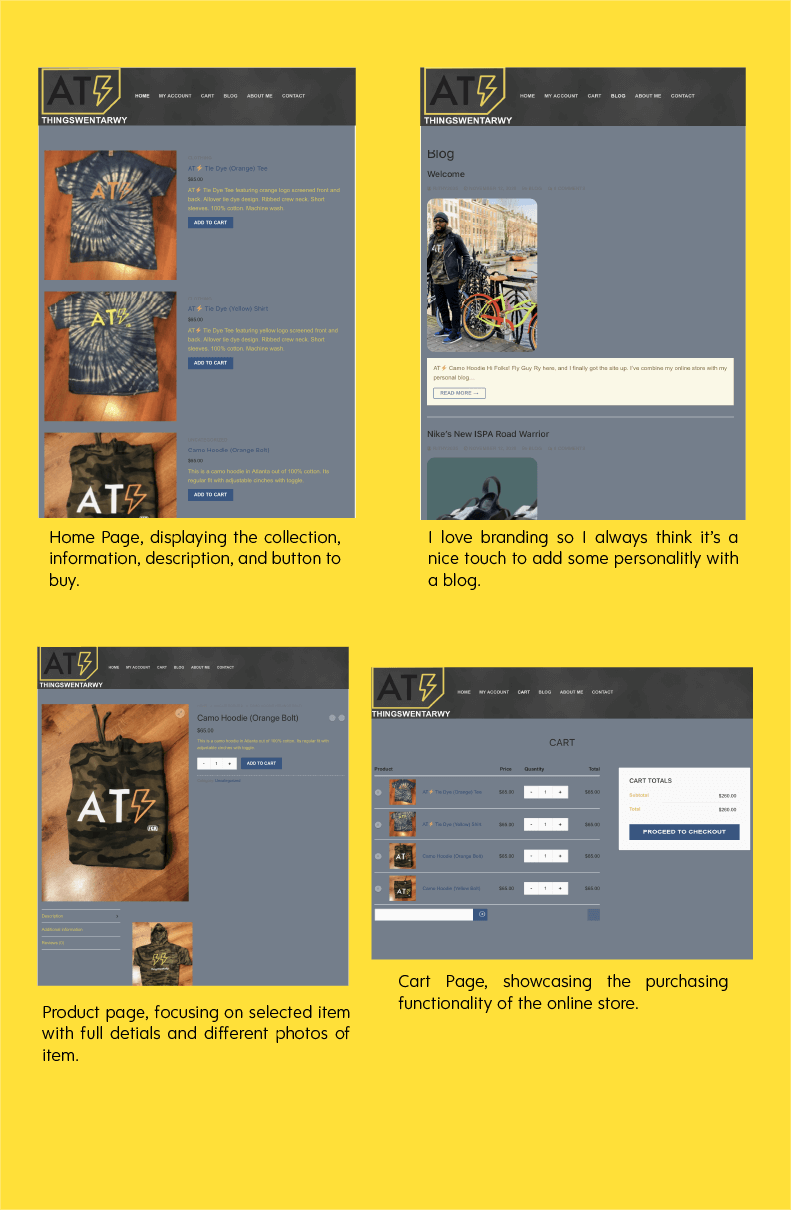 AT
THINGSWENTARWY
HOME MY ACCOUNT CART BLOG ABOUT ME CONTACT
AT⚡ Tie Dye (Orange) Tee
$65.00
AT⚡ Tie Dye Tee featuring orange logo screened front and
back. Allover tie dye design. Ribbed crew neck. Short
sleeves. 100% cotton. Machine wash.
ADD TO CART
AT⚡ Tie Dye (Yellow) Shirt
$65.00
AT⚡ Tie Dye Tee featuring yellow logo screened front and
back. Allover tie dye design. Ribbed crew neck. Short
sleeves. 100% cotton. Machine wash.
ADD TO CART
Camo Hoodie (Orange Bolt)
$65.00
This is a camo hoodie in Atlanta out of 100% cotton. Its
regular fit with adjustable cinches with toggle.
ADD TO CART
AT
Home Page, displaying the collection,
information, description, and button to
buy.
AT
THINGSWENTARWY
HOME MY ACCOUNT CART BLOG ABOUT ME CONTACT
Blog
Welcome
AT⚡ Camo Hoodie Hi Folks! Fly Guy Ry here, and I finally got the site up. I've combine my online store with my
personal blog...
READ MORE →
Nike's New ISPA Road Warrior
I love branding so I always think it's a
nice touch to add some personalitly with
a blog.
AT
THINGSWENTARWY
HOME MY ACCOUNT CART BLOG ABOUT ME CONTACT
AT
Camo Hoodie (Orange Bolt)
$65.00
This is a camo hoodie in Atlanta out of 100% cotton. Its regular fit with
adjustable cinches with toggle.
- 1 + ADD TO CART
Uncategorized
Description
Additional information
Reviews (0)
Product page, focusing on selected item
with full detials and different photos of
item.
AT
THINGSWENTARWY
HOME MY ACCOUNT CART BLOG ABOUT ME CONTACT
CART
Product Price Quantity Total
AT⚡ Tie Dye (Orange) Tee $65.00 - 1 + $65.00
AT⚡ Tie Dye (Yellow) Shirt $65.00 - 1 + $65.00
Camo Hoodie (Orange Bolt) $65.00 - 1 + $65.00
Camo Hoodie (Yellow Bolt) $65.00 - 1 + $65.00
CART TOTALS
Subtotal $260.00
Total $260.00
PROCEED TO CHECKOUT
Cart Page, showcasing the purchasing
functionality of the online store.